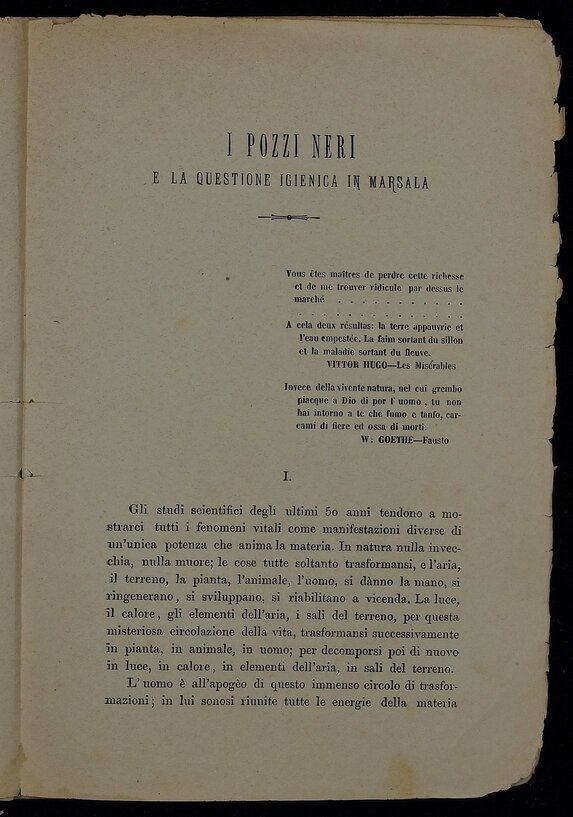 I POZZI NERI
E LA QUESTIONE IGIENICA IN MARSALA
Vous êtes maîtres de perdre cette richesse
et de me trouver ridicule par dessus le
marché . . . . . . . . . . .
. . . . . . . . . . . . . .
A cela deux résultas: la terre appauvrie et
l'eau empestée. La faim sortant du sillon
et la maladie sortant du fleuve.
VITTOR HUGO—Les Misérables
Invece della vivente natura, nel cui grembo
piacque a Dio di por l'uomo, tu non
hai intorno a te che fumo e tanfo, car-
cami di fiere ed ossa di morti.
W: GOETHE—Fausto
I.
Gli studi scientifici degli ultimi 50 anni tendono a mo-
strarci tutti i fenomeni vitali come manifestazioni diverse di
un'unica potenza che anima la materia. In natura nulla invec-
chia, nulla muore; le cose tutte soltanto trasformansi, e l'aria,
il terreno, la pianta, l'animale, l'uomo, si dànno la mano, si
ringenerano, si sviluppano, si riabilitano a vicenda. La luce,
il calore, gli elementi dell'aria, i sali del terreno, per questa
misteriosa circolazione della vita, trasformansi successivamente
in pianta, in animale, in uomo; per decomporsi poi di nuovo
in luce, in calore, in elementi dell'aria, in sali del terreno.
L'uomo è all'apogèo di questo immenso circolo di trasfor-
mazioni; in lui sonosi riunite tutte le energie della materia